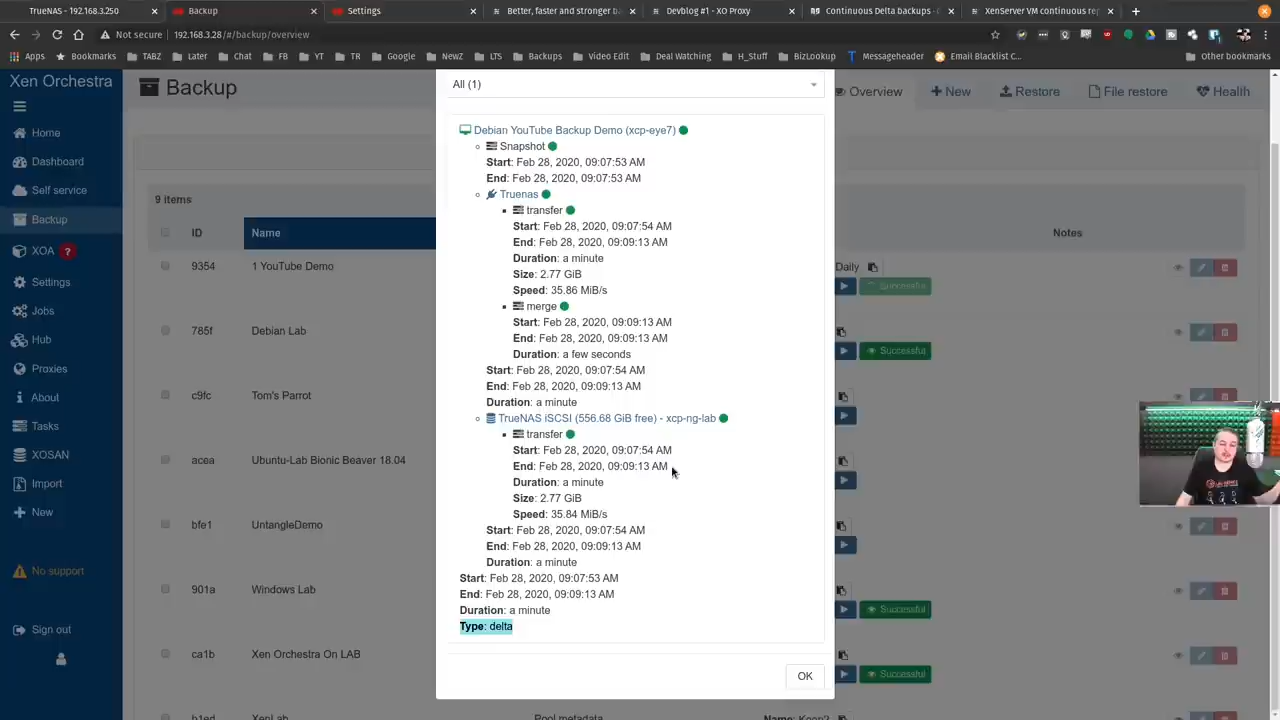 TrueNAS - 192.168.3.250
Backup
Settings
Better, faster and stronger ba
Devblog #1 - XO Proxy
Continuous Delta backups -
XenServer VM continuous rep
Not secure
192.168.3.28/#/backup/overview
Apps
Bookmarks
TABZ
Later
Chat
FB
YT
TR
Google
NewZ
LTS
Backups
Video Edit
Deal Watching
H_Stuff
BizLookup
Messageheader
Email Blacklist C...
Other bookmarks
Xen Orchestra
Home
Dashboard
Self service
Backup
XOA ?
Settings
Jobs
Hub
Proxies
About
Tasks
XOSAN
Import
New
No support
Sign out
Backup
Overview
New
Restore
File restore
Health
9 items
ID
Name
Notes
9354
1 YouTube Demo
Daily
Successful
785f
Debian Lab
Successful
c9fc
Tom's Parrot
acea
Ubuntu-Lab Bionic Beaver 18.04
bfe1
UntangleDemo
901a
Windows Lab
Successful
ca1b
Xen Orchestra On LAB
Successful
b1ed
XenLab
Pool metadata
All (1)
Debian YouTube Backup Demo (xcp-eye7)
Snapshot
Start: Feb 28, 2020, 09:07:53 AM
End: Feb 28, 2020, 09:07:53 AM
Truenas
transfer
Start: Feb 28, 2020, 09:07:54 AM
End: Feb 28, 2020, 09:09:13 AM
Duration: a minute
Size: 2.77 GiB
Speed: 35.86 MiB/s
merge
Start: Feb 28, 2020, 09:09:13 AM
End: Feb 28, 2020, 09:09:13 AM
Duration: a few seconds
Start: Feb 28, 2020, 09:07:54 AM
End: Feb 28, 2020, 09:09:13 AM
Duration: a minute
TrueNAS iSCSI (556.68 GiB free) - xcp-ng-lab
transfer
Start: Feb 28, 2020, 09:07:54 AM
End: Feb 28, 2020, 09:09:13 AM
Duration: a minute
Size: 2.77 GiB
Speed: 35.84 MiB/s
Start: Feb 28, 2020, 09:07:54 AM
End: Feb 28, 2020, 09:09:13 AM
Duration: a minute
Start: Feb 28, 2020, 09:07:53 AM
End: Feb 28, 2020, 09:09:13 AM
Duration: a minute
Type: delta
OK